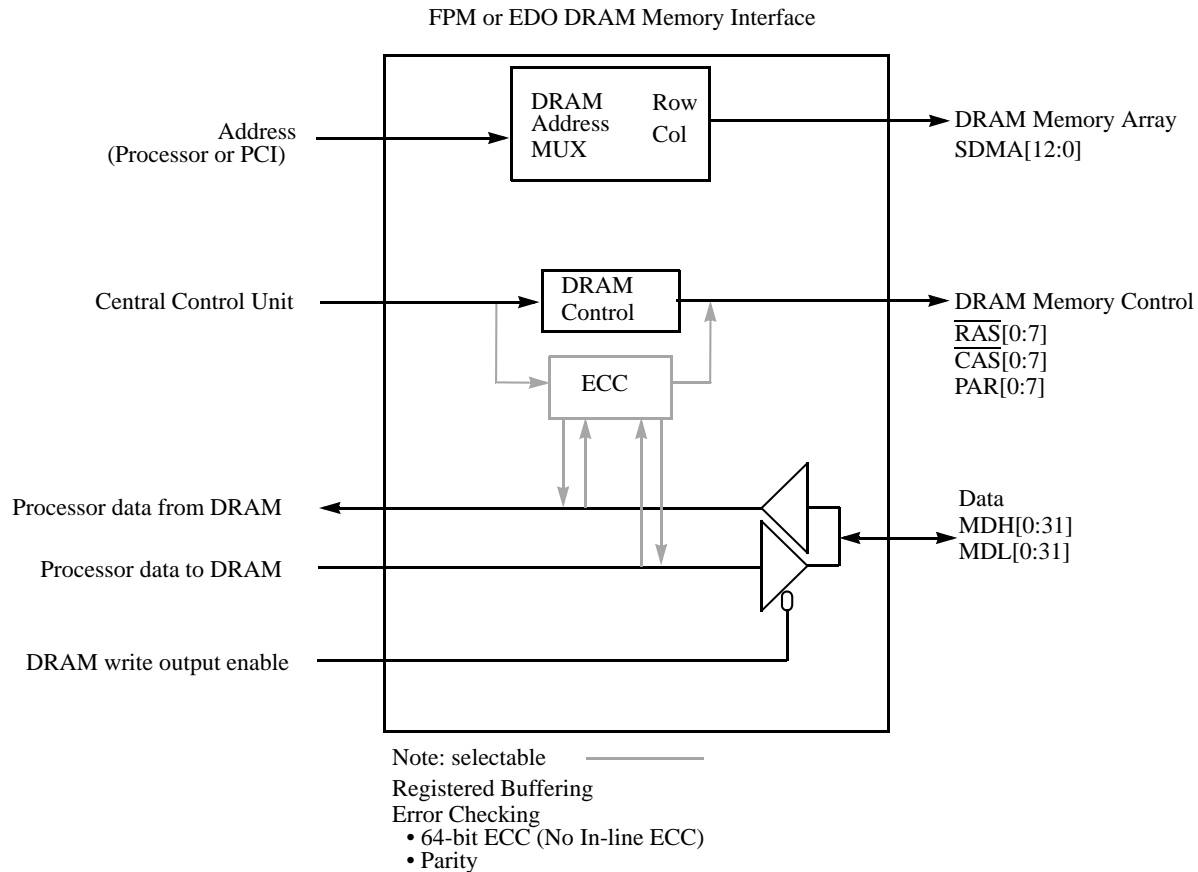 FPM or EDO DRAM Memory Interface
DRAM Row
Address Col
MUX
Address
(Processor or PCI)
DRAM Memory Array
SDMA[12:0]
Central Control Unit
DRAM
Control
DRAM Memory Control
RAS[0:7]
CAS[0:7]
PAR[0:7]
ECC
Processor data from DRAM
Data
MDH[0:31]
MDL[0:31]
Processor data to DRAM
DRAM write output enable
Note: selectable
Registered Buffering
Error Checking
• 64-bit ECC (No In-line ECC)
• Parity